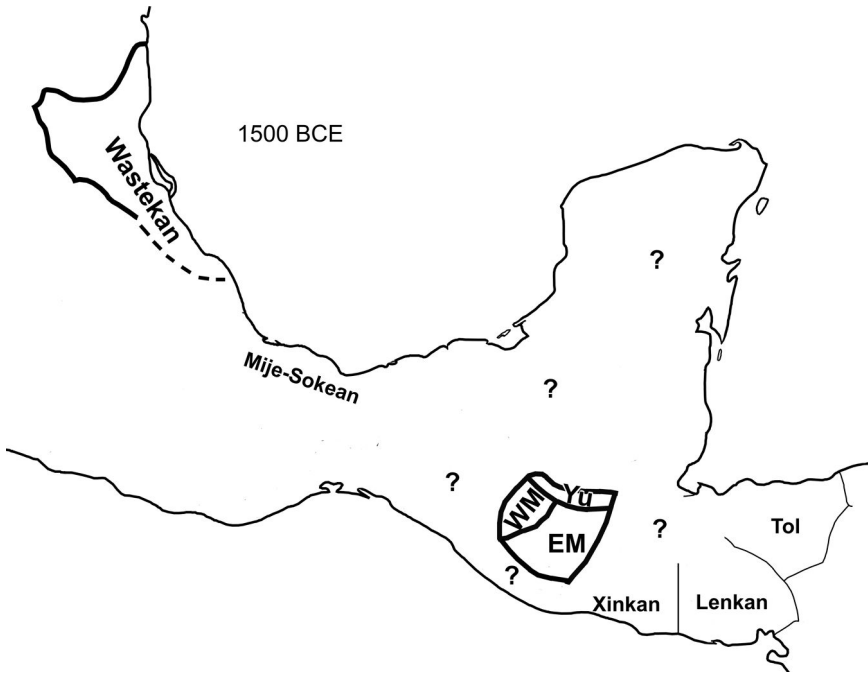 1500 BCE
Wastekan
?
Mije-Sokean
?
?
Yu
WM
EM
?
Tol
?
Xinkan
Lenkan